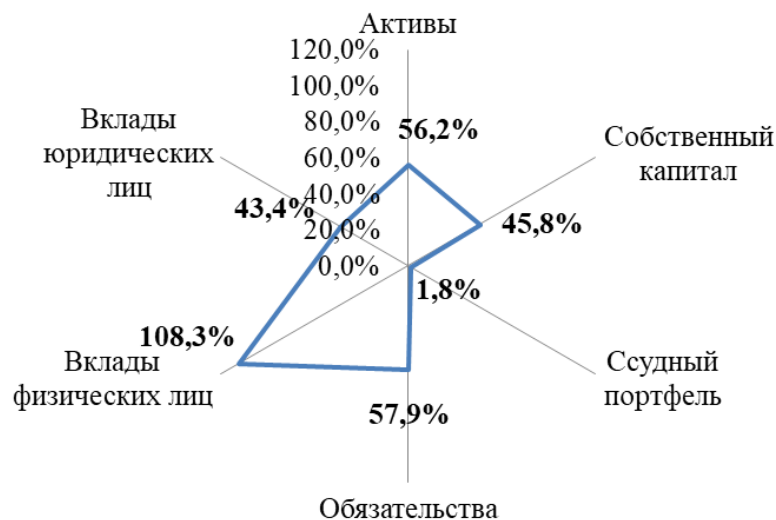 Активы
120,0%
100,0%
80,0%
60,0%
40,0%
20,0%
0,0%
56,2%
Собственный
капитал
45,8%
1,8%
Ссудный
портфель
57,9%
Обязательства
108,3%
Вклады
физических лиц
43,4%
Вклады
юридических
лиц